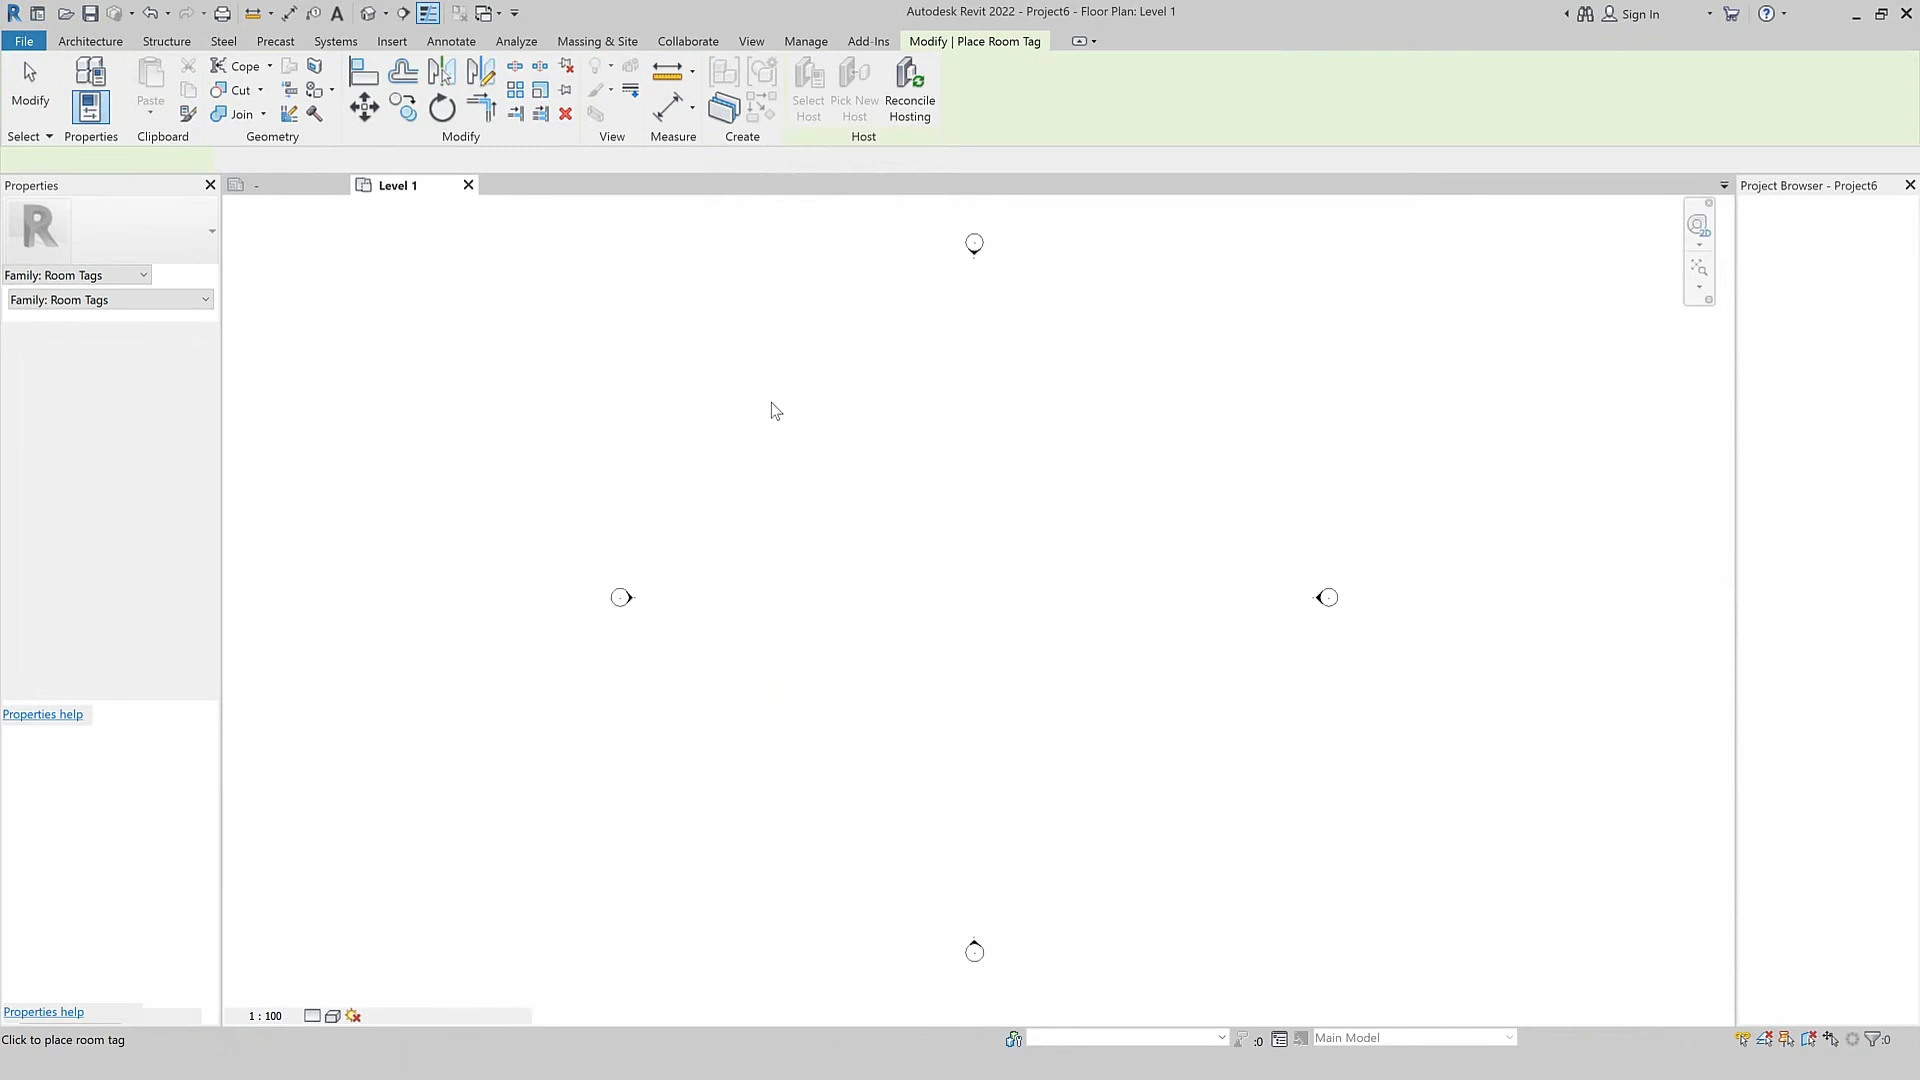 Autodesk Revit 2022 - Project6 - Floor Plan: Level 1
Sign In
File Architecture Structure Steel Precast Systems Insert Annotate Analyze Massing & Site Collaborate View Manage Add-Ins Modify | Place Room Tag
Modify
Paste
Cope
Cut
Join
Select Host
Pick New Host
Reconcile Hosting
Select Properties Clipboard Geometry Modify View Measure Create Host
Properties
- Level 1
Project Browser - Project6
2D
R
Family: Room Tags
Family: Room Tags
Properties help
Properties help
1 : 100
Click to place room tag
:0
Main Model
:0